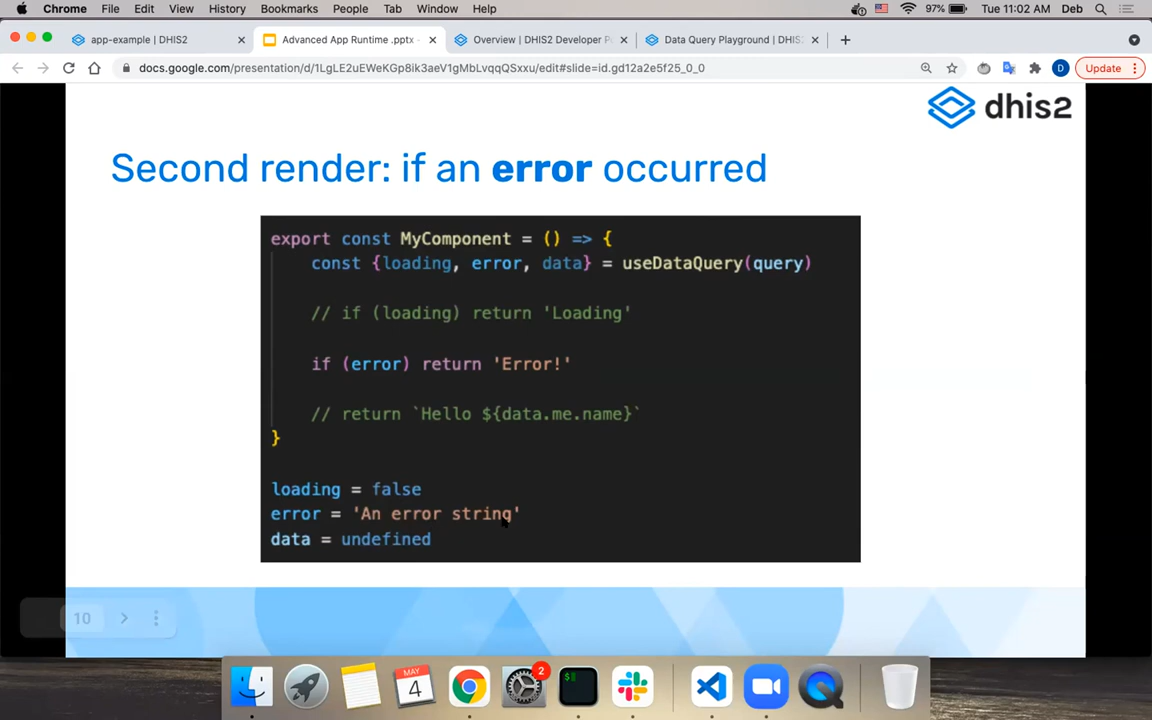 Chrome File Edit View History Bookmarks People Tab Window Help 97% Tue 11:02 AM Deb
app-example | DHIS2
Advanced App Runtime .pptx -
Overview | DHIS2 Developer P
Data Query Playground | DHIS
docs.google.com/presentation/d/1LgLE2uEWeKGp8ik3aeV1gMbLvqqQSxxu/edit#slide=id.gd12a2e5f25_0_0
D
Update
dhis2
Second render: if an error occurred
export const MyComponent = () => {
const {loading, error, data} = useDataQuery(query)
// if (loading) return 'Loading'
if (error) return 'Error!'
// return `Hello ${data.me.name}`
}
loading = false
error = 'An error string'
data = undefined
10
2
MAY
4
$